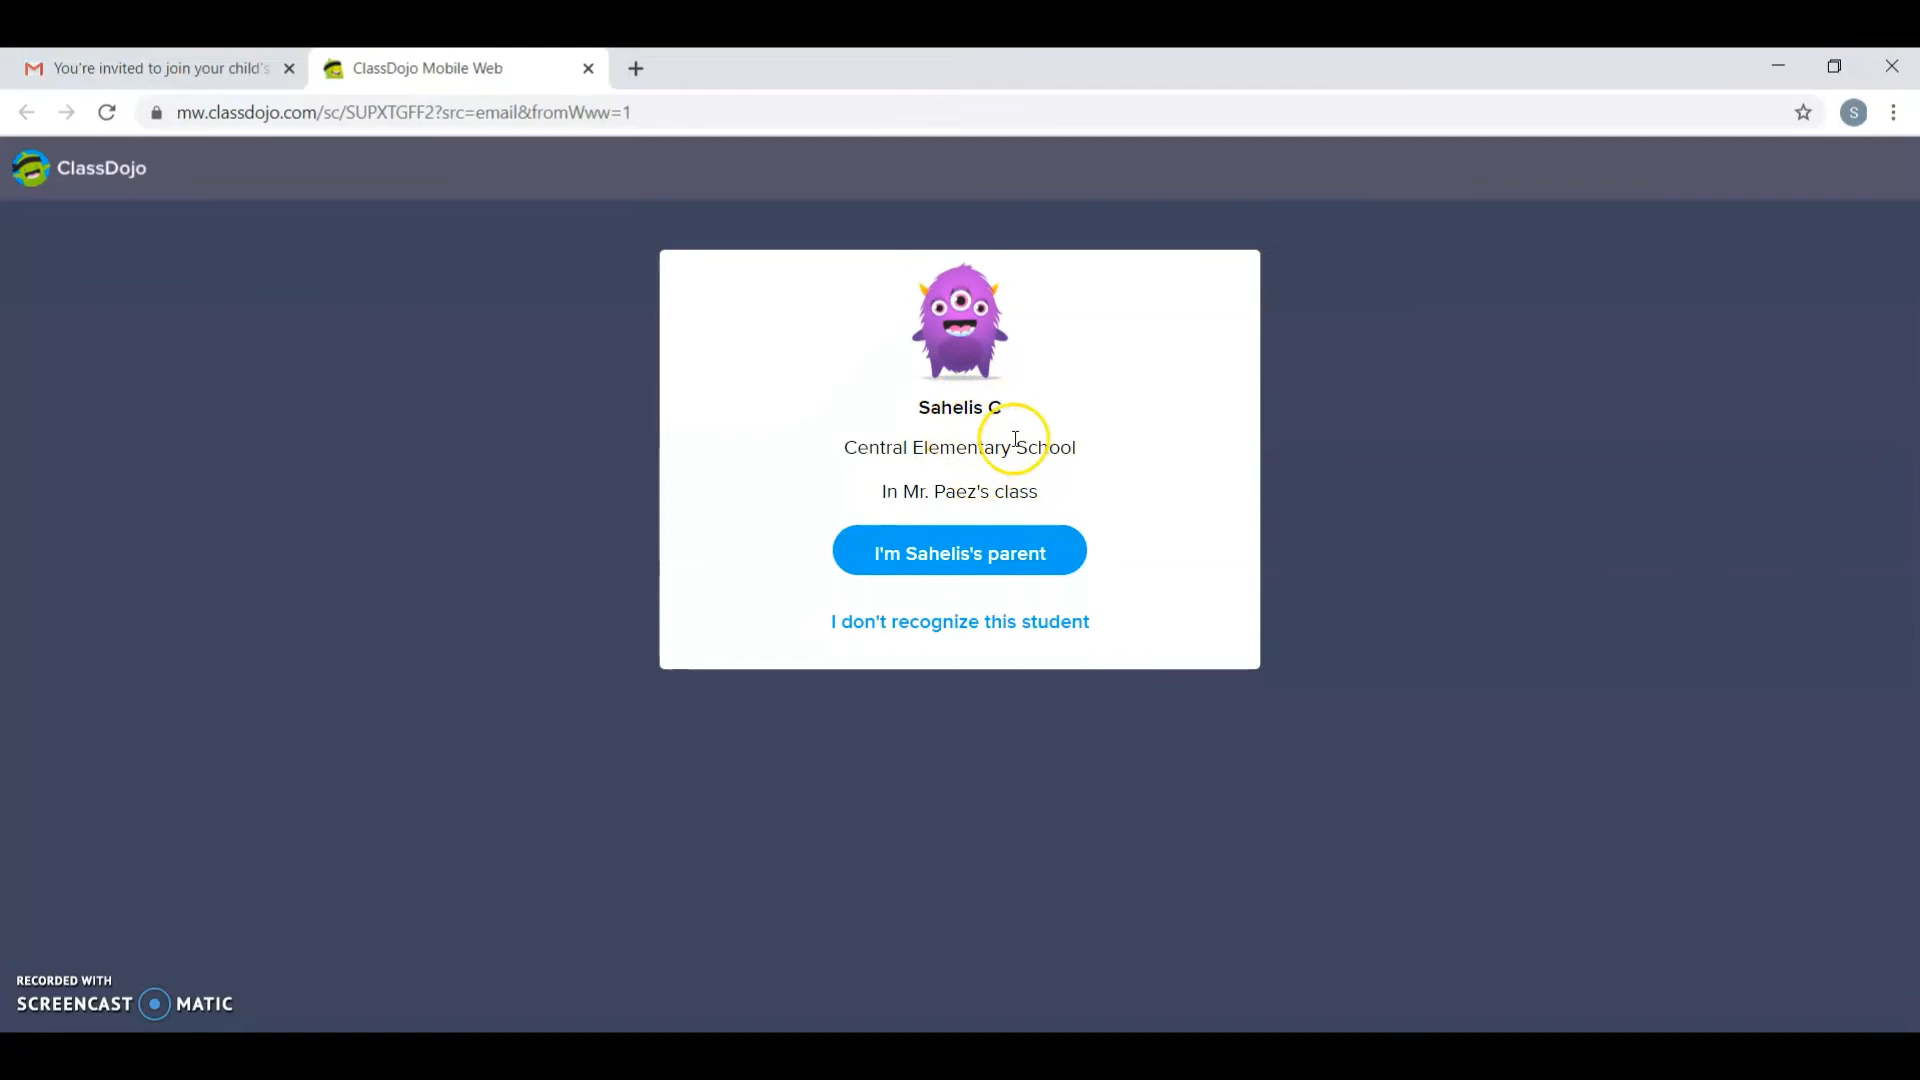 You're invited to join your child's
ClassDojo Mobile Web
mw.classdojo.com/sc/SUPXTGFF2?src=email&fromWww=1
S
ClassDojo
Sahelis C
Central Elementary School
In Mr. Paez's class
I'm Sahelis's parent
I don't recognize this student
RECORDED WITH
SCREENCAST MATIC